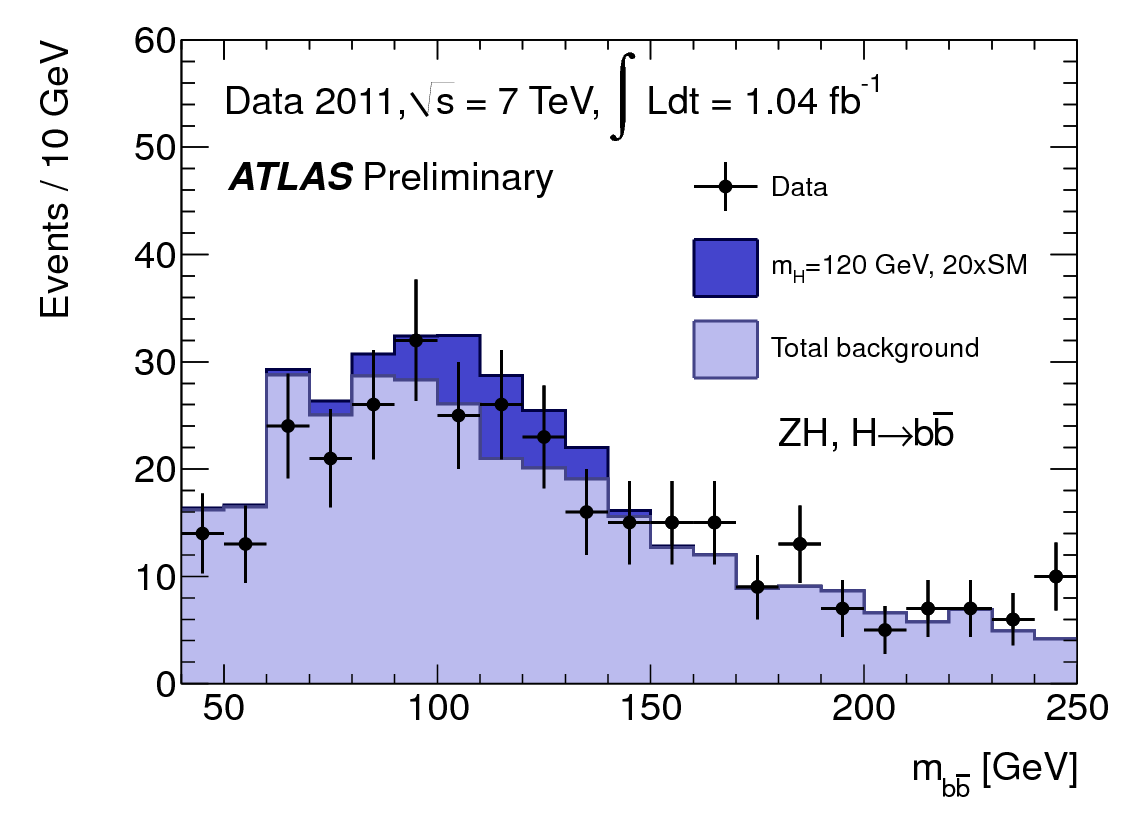 Events / 10 GeV
60
50
40
30
20
10
0
Data 2011, √s = 7 TeV, ∫ Ldt = 1.04 fb⁻¹
ATLAS Preliminary
Data
m_H=120 GeV, 20xSM
Total background
ZH, H→bb̅
50 100 150 200 250
m_bb̅ [GeV]